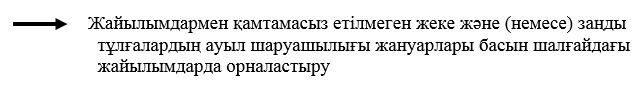 Жайылымдармен қамтамасыз етілмеген жеке және (немесе) заңды
тұлғалардың ауыл шаруашылығы жануарлары басын шалғайдағы
жайылымдарда орналастыру